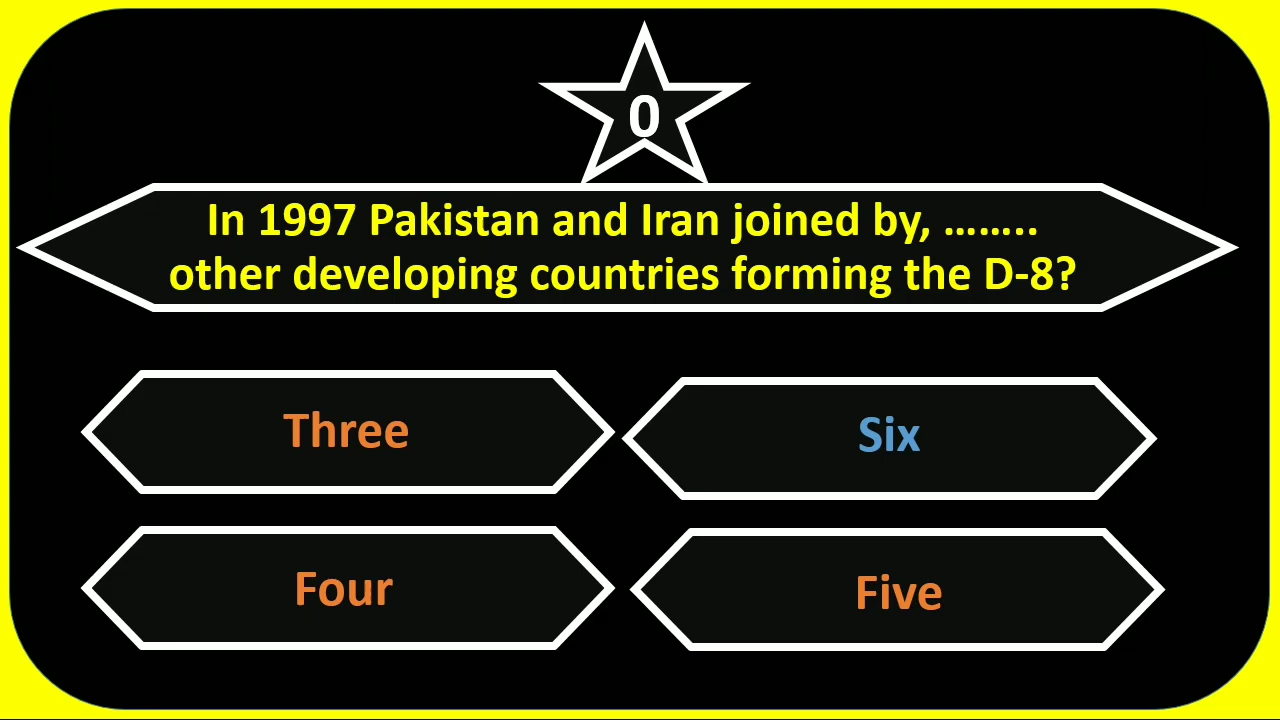 0
In 1997 Pakistan and Iran joined by, ……..
other developing countries forming the D-8?
Three
Six
Four
Five